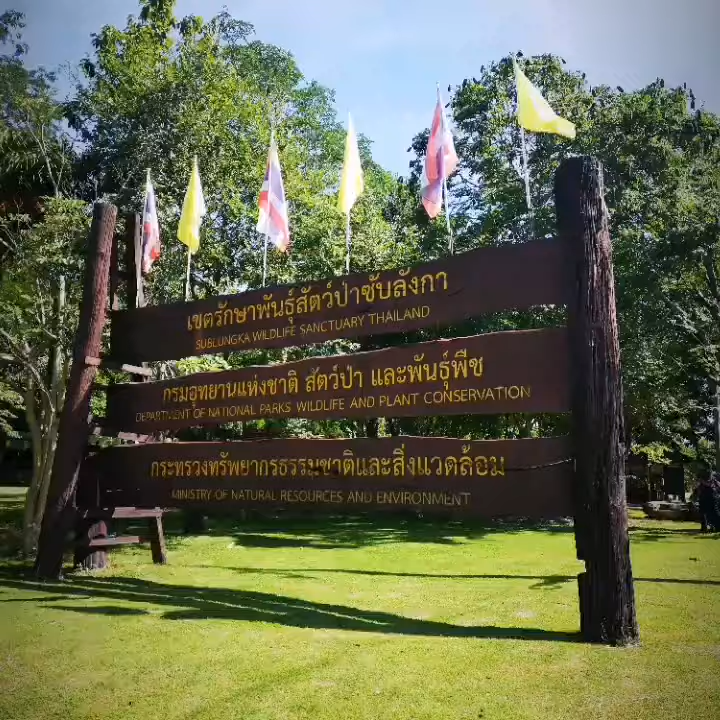 เขตรักษาพันธุ์สัตว์ป่าซับลังกา
SUBLUNGKA WILDLIFE SANCTUARY THAILAND
กรมอุทยานแห่งชาติ สัตว์ป่า และพันธุ์พืช
DEPARTMENT OF NATIONAL PARKS WILDLIFE AND PLANT CONSERVATION
กระทรวงทรัพยากรธรรมชาติและสิ่งแวดล้อม
MINISTRY OF NATURAL RESOURCES AND ENVIRONMENT